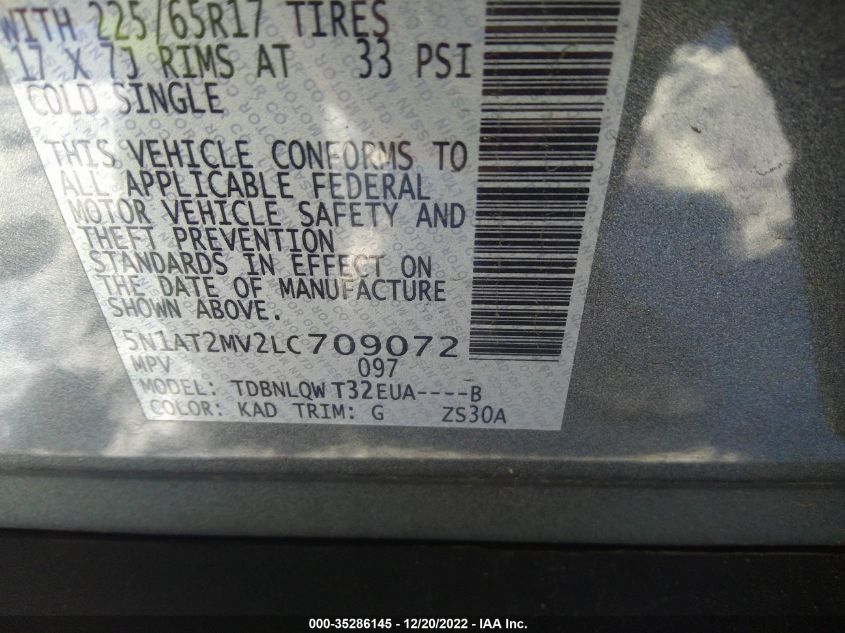 WITH 225/65R17 TIRES
17 X 7J RIMS AT 33 PSI
COLD SINGLE
THIS VEHICLE CONFORMS TO
ALL APPLICABLE FEDERAL
MOTOR VEHICLE SAFETY AND
THEFT PREVENTION
STANDARDS IN EFFECT ON
THE DATE OF MANUFACTURE
SHOWN ABOVE.
5N1AT2MV2LC709072
MPV 097
MODEL: TDBNLQW T32EUA----B
COLOR: KAD TRIM: G ZS30A
000-35286145 - 12/20/2022 - IAA Inc.